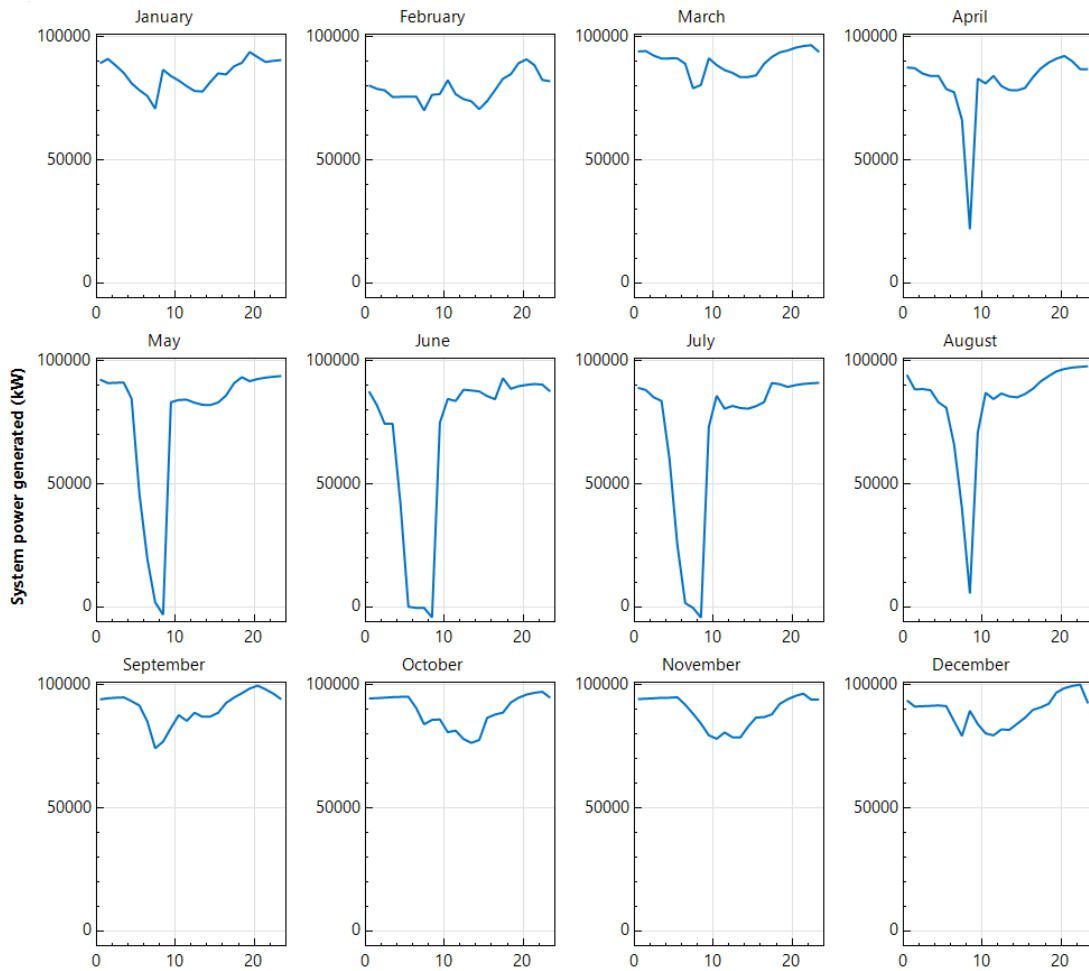 January February March April
100000 100000 100000 100000
50000 50000 50000 50000
0 0 0 0
0 10 20 0 10 20 0 10 20 0 10 20
May June July August
100000 100000 100000 100000
50000 50000 50000 50000
0 0 0 0
0 10 20 0 10 20 0 10 20 0 10 20
System power generated (kW)
September October November December
100000 100000 100000 100000
50000 50000 50000 50000
0 0 0 0
0 10 20 0 10 20 0 10 20 0 10 20